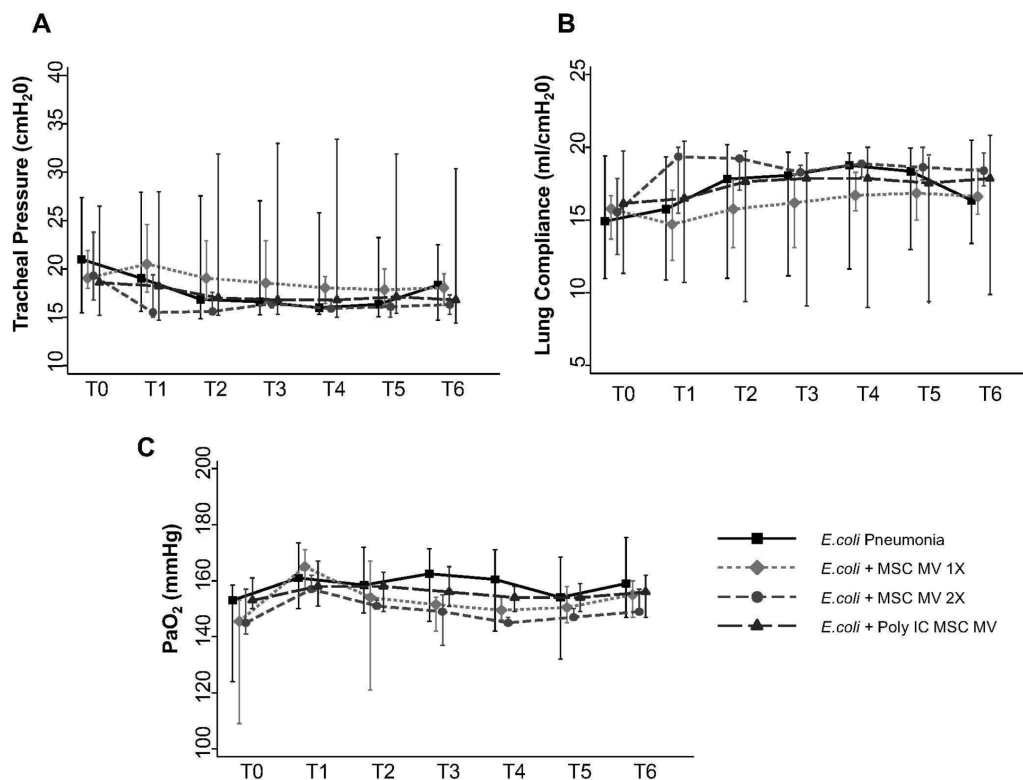 A
Tracheal Pressure (cmH₂0)
40
35
30
25
20
15
10
T0 T1 T2 T3 T4 T5 T6
B
Lung Compliance (ml/cmH₂0)
25
20
15
10
5
T0 T1 T2 T3 T4 T5 T6
C
PaO₂ (mmHg)
200
180
160
140
120
100
T0 T1 T2 T3 T4 T5 T6
E.coli Pneumonia
E.coli + MSC MV 1X
E.coli + MSC MV 2X
E.coli + Poly IC MSC MV